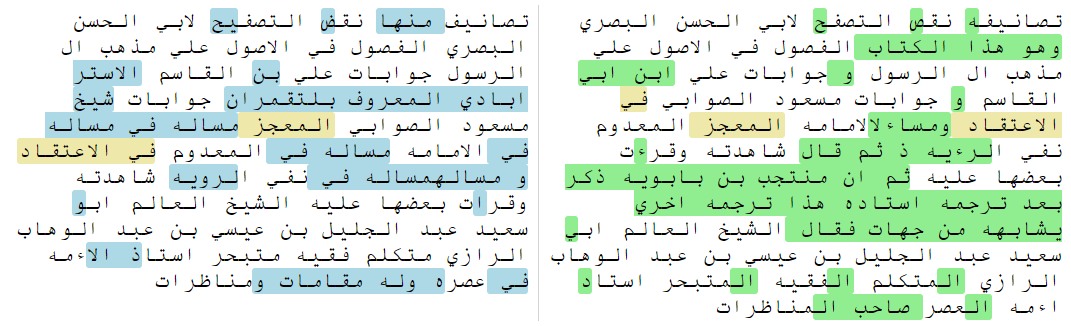 تصانيفه نقص التصفح لابي الحسن البصري
وهو هذا الكتاب الفصول في الاصول علي
مذهب ال الرسول و جوابات علي ابن ابي
القاسم و جوابات مسعود الصوابي في
الاعتقاد ومساءلالامامه المعجز المعدوم
نفي الرءيه ذ ثم قال شاهدته وقرءت
بعضها عليه ثم ان منتجب بن بابويه ذكر
بعد ترجمه استاده هذا ترجمه اخري
يشابهه من جهات فقال الشيخ العالم ابي
سعيد عبد الجليل بن عيسي بن عبد الوهاب
الرازي المتكلم الفقيه المتبحر استاد
اءمه العصر صاحب المناظرات
تصانيف منها نقض التصفيح لابي الحسن
البصري الفصول في الاصول علي مذهب ال
الرسول جوابات علي بن القاسم الاستر
ابادي المعروف بلتقمران جوابات شيخ
مسعود الصوابي المعجز مساله في مساله
في الامامه مساله في المعدوم في الاعتقاد
و مسالهمساله في نفي الرويه شاهدته
وقرات بعضها عليه الشيخ العالم ابو
سعيد عبد الجليل بن عيسي بن عبد الوهاب
الرازي متكلم فقيه متبحر استاذ الاءمه
في عصره وله مقامات ومناظرات